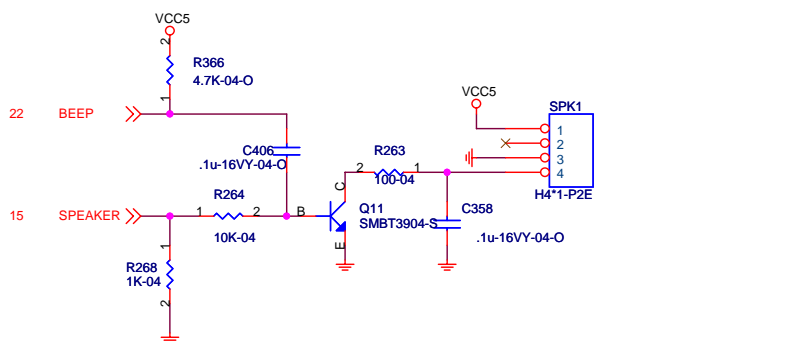 VCC5
2
R366
4.7K-04-O
1
22 BEEP
C406
.1u-16VY-04-O
VCC5
SPK1
1
2
3
4
H4*1-P2E
R263
2 1
100-04
C
R264
15 SPEAKER 1 2 B
10K-04
Q11
SMBT3904-S
E
C358
.1u-16VY-04-O
1
R268
1K-04
2